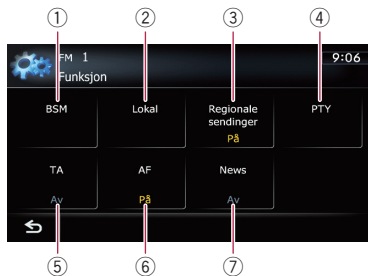 ① ② ③ ④
FM 1 9:06
Funksjon
BSM Lokal Regionale sendinger PTY
På
TA AF News
Av På Av
⑤ ⑥ ⑦